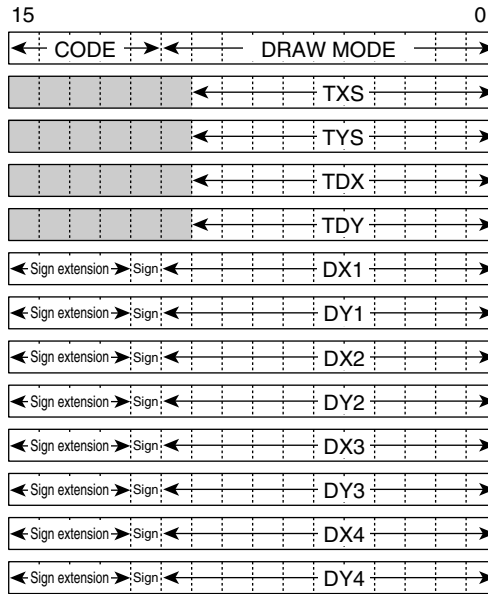 15 0
CODE DRAW MODE
TXS
TYS
TDX
TDY
Sign extension Sign DX1
Sign extension Sign DY1
Sign extension Sign DX2
Sign extension Sign DY2
Sign extension Sign DX3
Sign extension Sign DY3
Sign extension Sign DX4
Sign extension Sign DY4